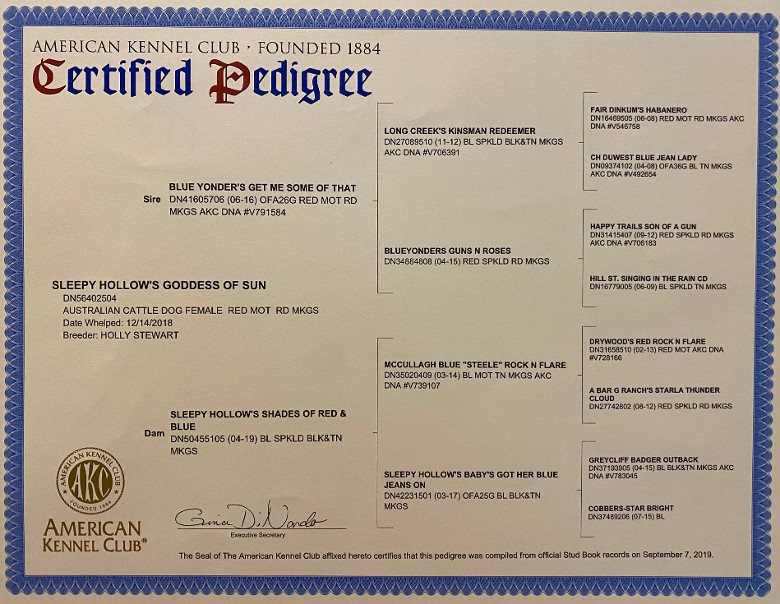 AMERICAN KENNEL CLUB · FOUNDED 1884
Certified Pedigree
SLEEPY HOLLOW'S GODDESS OF SUN
DN56402504
AUSTRALIAN CATTLE DOG FEMALE RED MOT RD MKGS
Date Whelped: 12/14/2018
Breeder: HOLLY STEWART
Sire
BLUE YONDER'S GET ME SOME OF THAT
DN41605706 (06-16) OFA26G RED MOT RD
MKGS AKC DNA #V791584
Dam
SLEEPY HOLLOW'S SHADES OF RED &
BLUE
DN50455105 (04-19) BL SPKLD BLK&TN
MKGS
LONG CREEK'S KINSMAN REDEEMER
DN27089510 (11-12) BL SPKLD BLK&TN MKGS
AKC DNA #V706391
BLUEYONDERS GUNS N ROSES
DN34884808 (04-15) RED SPKLD RD MKGS
MCCULLAGH BLUE "STEELE" ROCK N FLARE
DN35020409 (03-14) BL MOT TN MKGS AKC
DNA #V739107
SLEEPY HOLLOW'S BABY'S GOT HER BLUE
JEANS ON
DN42231501 (03-17) OFA25G BL BLK&TN
MKGS
FAIR DINKUM'S HABANERO
DN16469505 (06-08) RED MOT RD MKGS AKC
DNA #V546758
CH DUWEST BLUE JEAN LADY
DN09374102 (04-08) OFA36G BL TN MKGS
AKC DNA #V492654
HAPPY TRAILS SON OF A GUN
DN31415407 (09-12) RED SPKLD RD MKGS
AKC DNA #V706183
HILL ST. SINGING IN THE RAIN CD
DN16779005 (06-09) BL SPKLD TN MKGS
DRYWOOD'S RED ROCK N FLARE
DN31658510 (02-13) RED MOT AKC DNA
#V728166
A BAR G RANCH'S STARLA THUNDER
CLOUD
DN27742802 (08-12) RED SPKLD RD MKGS
GREYCLIFF BADGER OUTBACK
DN37193905 (04-15) BL BLK&TN MKGS AKC
DNA #V783045
COBBERS-STAR BRIGHT
DN37489206 (07-15) BL
AMERICAN KENNEL CLUB
AKC
FOUNDED 1884
AMERICAN
KENNEL CLUB®
Gina DiNardo
Executive Secretary
The Seal of The American Kennel Club affixed hereto certifies that this pedigree was compiled from official Stud Book records on September 7, 2019.